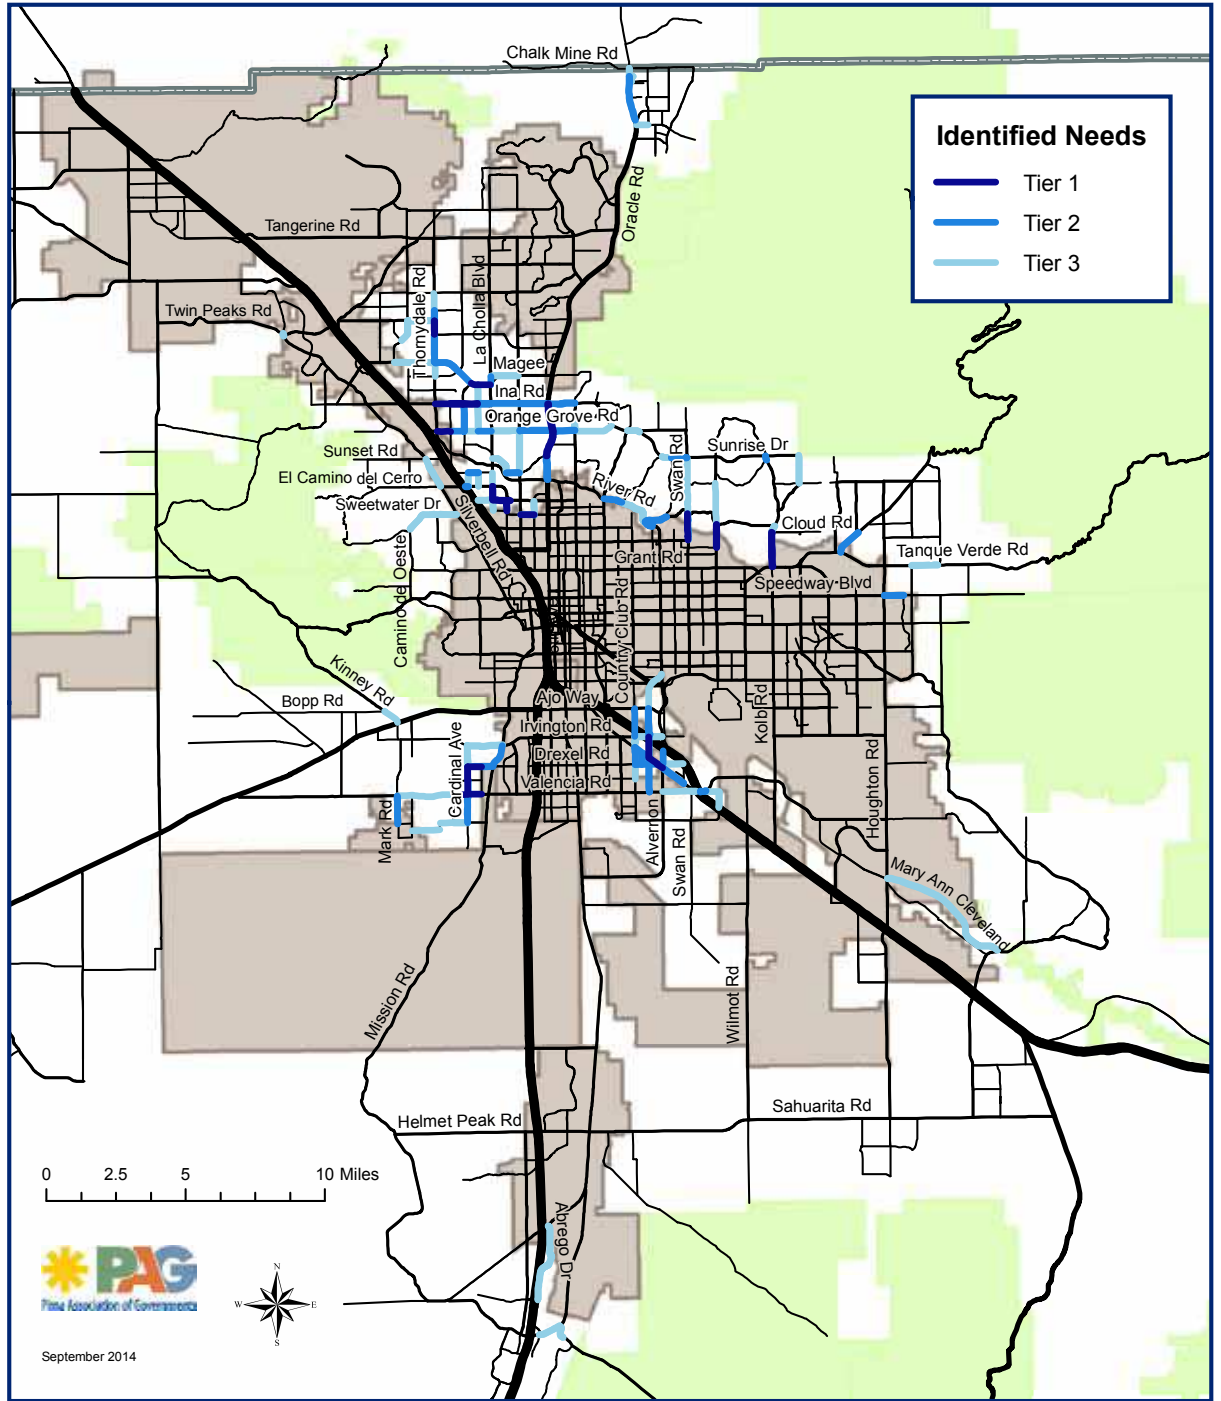 Chalk Mine Rd
Identified Needs
Tier 1
Tier 2
Tier 3
Oracle Rd
Tangerine Rd
Thornydale Rd
La Cholla Blvd
Twin Peaks Rd
Magee
Ina Rd
Orange Grove Rd
Sunset Rd
Swan Rd
Sunrise Dr
El Camino del Cerro
River Rd
Sweetwater Dr
Silverbell Rd
Cloud Rd
Tanque Verde Rd
Grant Rd
Speedway Blvd
Camino de Oeste
Country Club Rd
Kinney Rd
Bopp Rd
Ajo Way
Kolb Rd
Irvington Rd
Cardinal Ave
Drexel Rd
Houghton Rd
Valencia Rd
Mark Rd
Alvernon
Swan Rd
Mary Ann Cleveland
Mission Rd
Wilmot Rd
Helmet Peak Rd
Sahuarita Rd
0 2.5 5 10 Miles
Abrego Dr
PAG
Pima Association of Governments
N
W E
S
September 2014